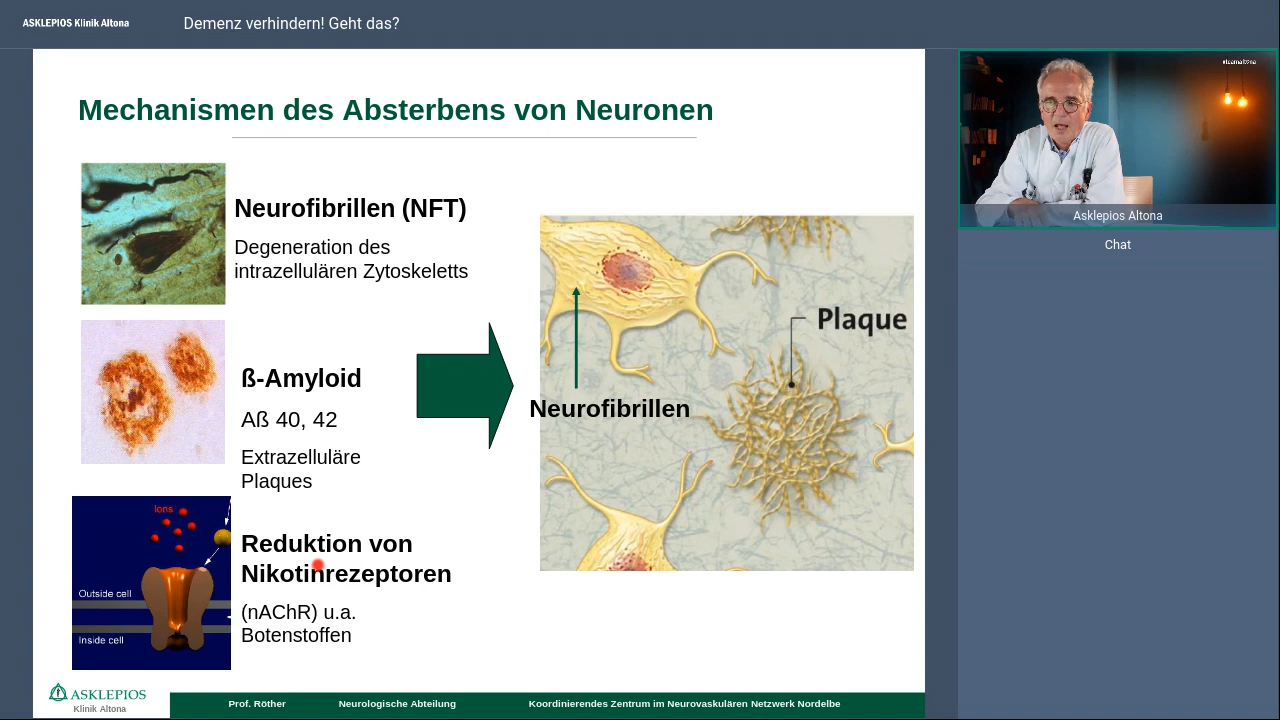 ASKLEPIOS Klinik Altona
Demenz verhindern! Geht das?
Mechanismen des Absterbens von Neuronen
Neurofibrillen (NFT)
Degeneration des
intrazellulären Zytoskeletts
ß-Amyloid
Aß 40, 42
Extrazelluläre
Plaques
Reduktion von
Nikotinrezeptoren
(nAChR) u.a.
Botenstoffen
Ions
Outside cell
Inside cell
Plaque
Neurofibrillen
ASKLEPIOS
Klinik Altona
Prof. Röther
Neurologische Abteilung
Koordinierendes Zentrum im Neurovaskulären Netzwerk Nordelbe
#teamaltona
Asklepios Altona
Chat